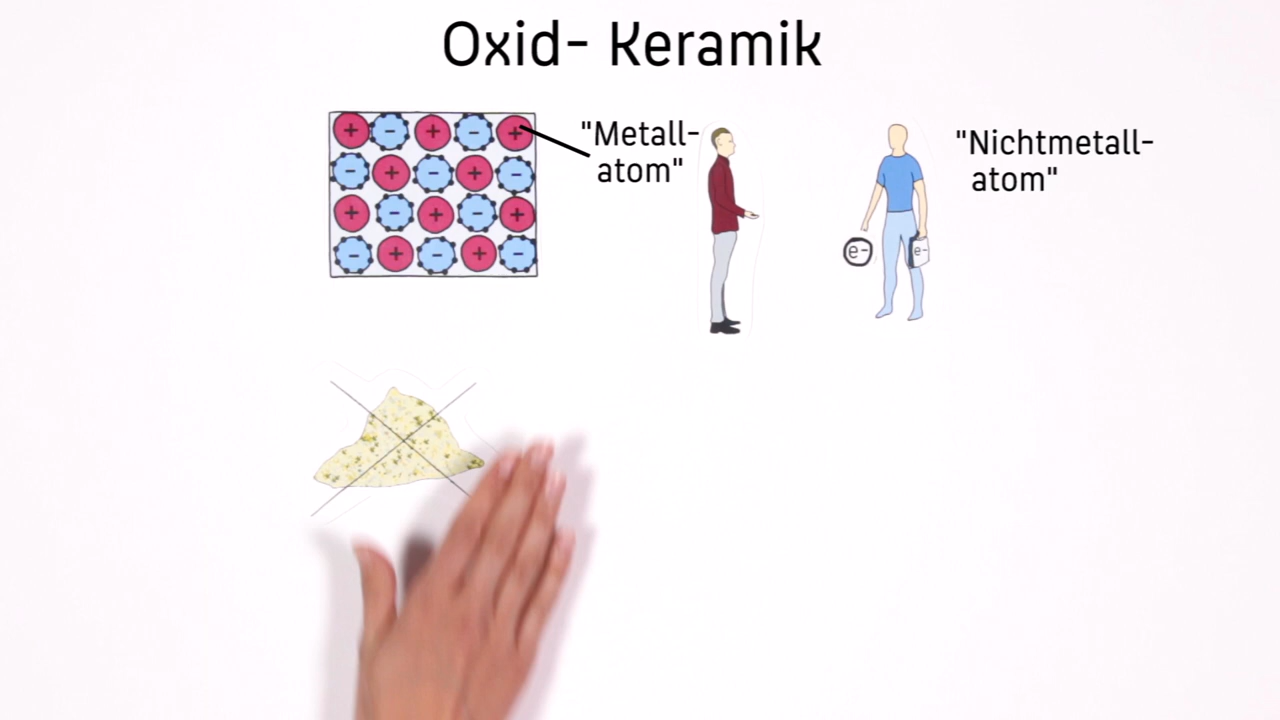 Oxid- Keramik
"Metall-
atom"
"Nichtmetall-
atom"
e-
e-
+ - + - +
- + - + -
+ - + - +
- + - + -